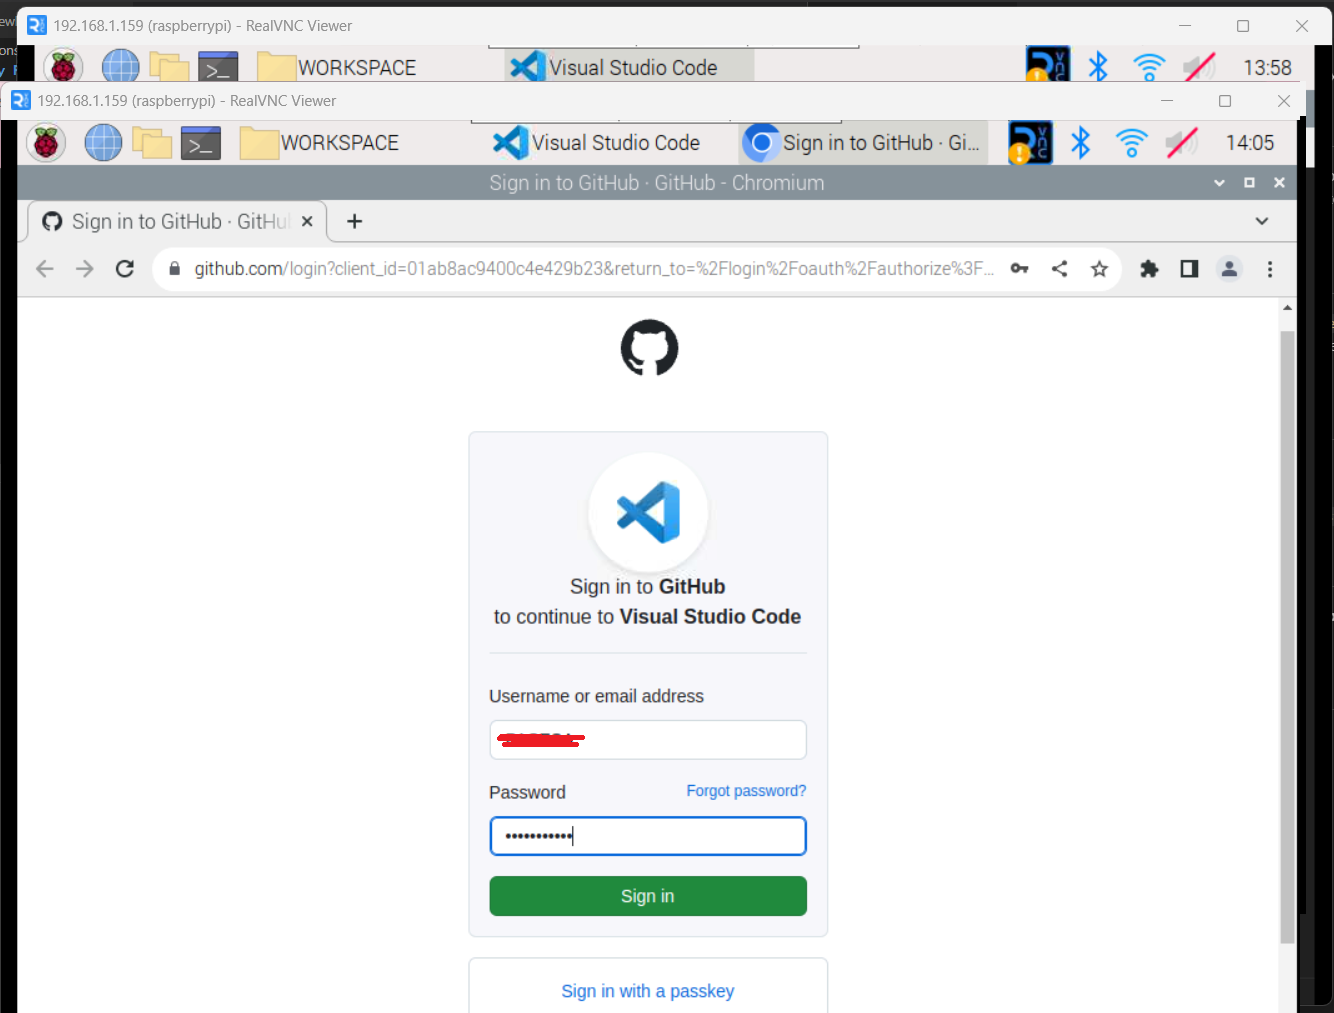 192.168.1.159 (raspberrypi) - RealVNC Viewer
WORKSPACE
Visual Studio Code
13:58
192.168.1.159 (raspberrypi) - RealVNC Viewer
WORKSPACE
Visual Studio Code
Sign in to GitHub · Gi...
14:05
Sign in to GitHub · GitHub - Chromium
Sign in to GitHub · GitHu
github.com/login?client_id=01ab8ac9400c4e429b23&return_to=%2Flogin%2Foauth%2Fauthorize%3F...
Sign in to GitHub
to continue to Visual Studio Code
Username or email address
Password
Forgot password?
Sign in
Sign in with a passkey